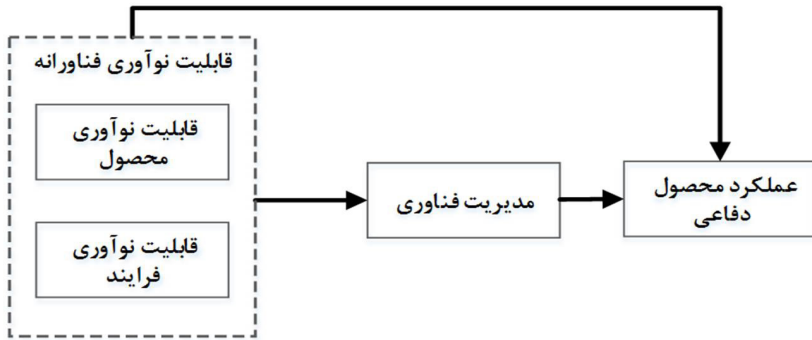 قابلیت نوآوری فناورانه
قابلیت نوآوری
محصول
قابلیت نوآوری
فرایند
مدیریت فناوری
عملکرد محصول
دفاعی